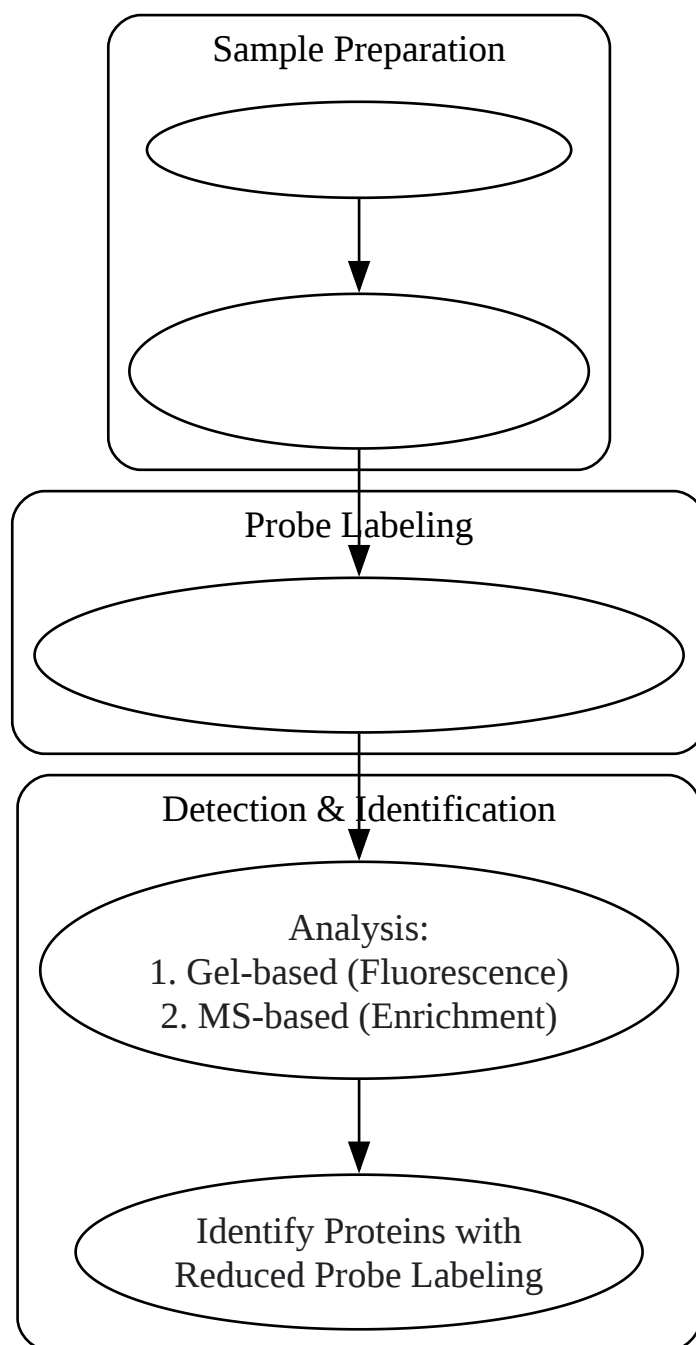 Sample Preparation
Probe Labeling
Detection & Identification
Analysis:
1. Gel-based (Fluorescence)
2. MS-based (Enrichment)
Identify Proteins with
Reduced Probe Labeling